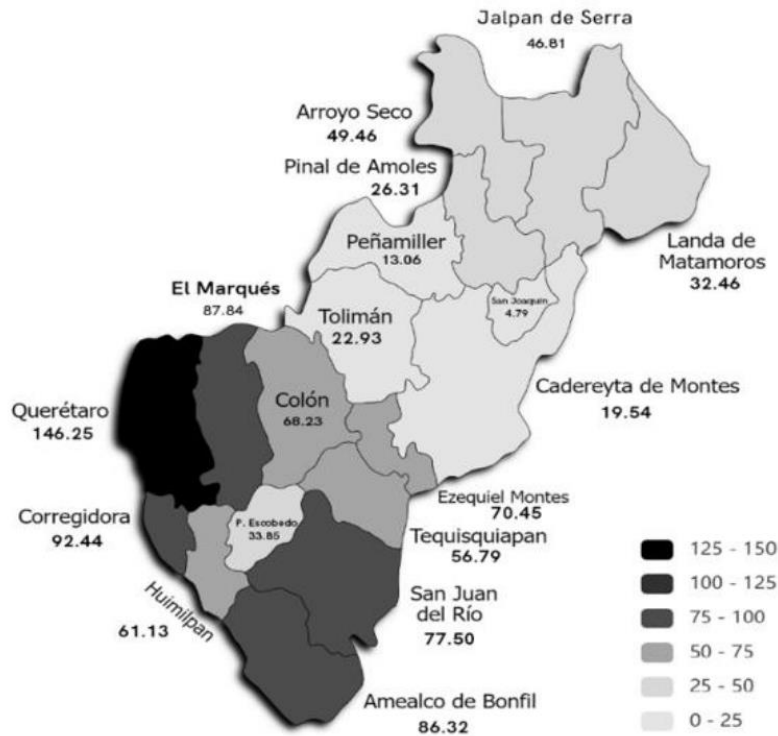 Jalpan de Serra
46.81
Arroyo Seco
49.46
Pinal de Amoles
26.31
Peñamiller
13.06
Landa de
Matamoros
32.46
El Marqués
87.84
San Joaquín
4.79
Tolimán
22.93
Cadereyta de Montes
19.54
Colón
68.23
Querétaro
146.25
Ezequiel Montes
70.45
Corregidora
92.44
P. Escobedo
33.85
Tequisquiapan
56.79
Huimilpan
61.13
San Juan
del Río
77.50
Amealco de Bonfil
86.32
125 - 150
100 - 125
75 - 100
50 - 75
25 - 50
0 - 25